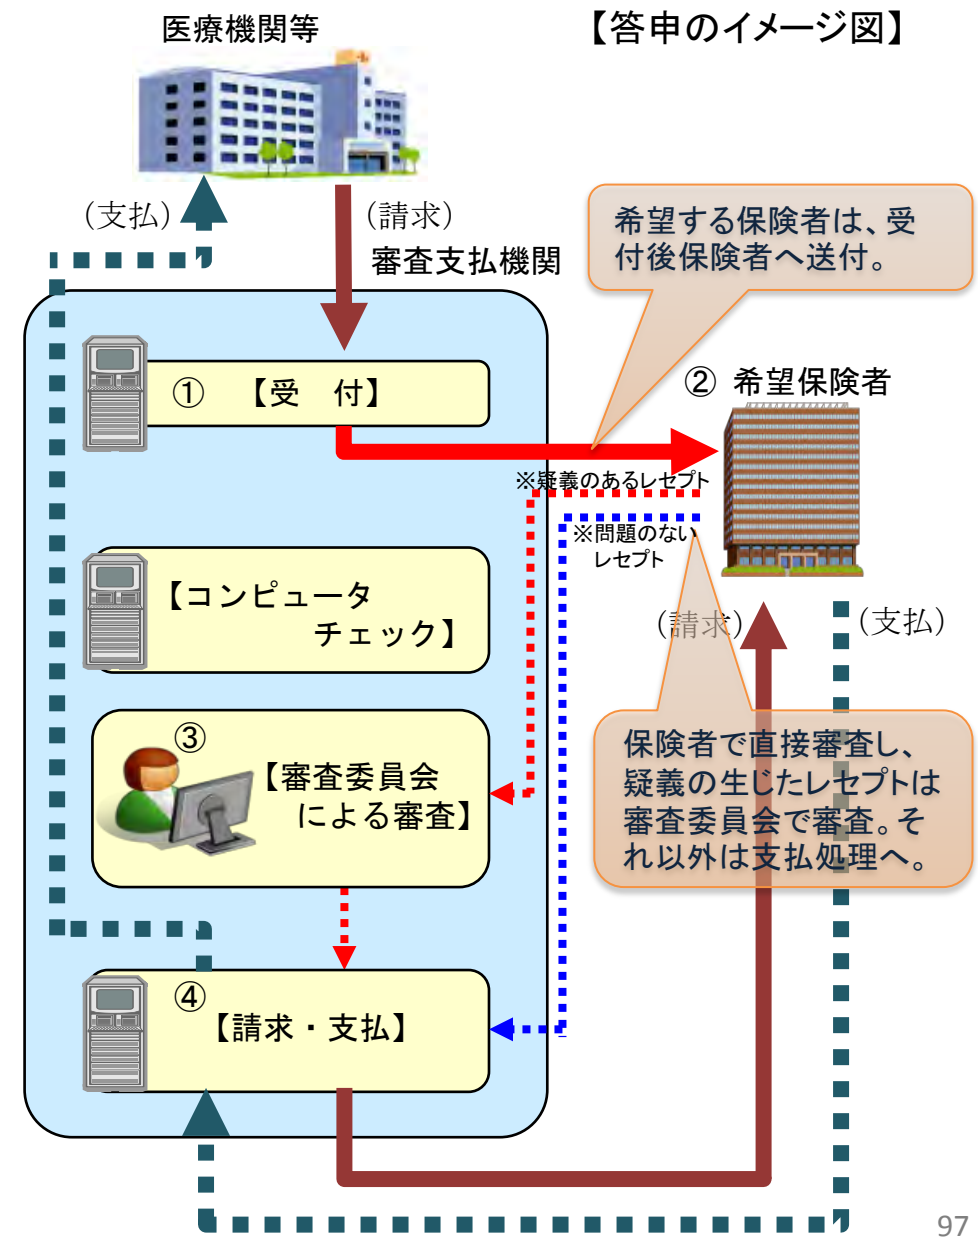 【答申のイメージ図】
医療機関等
（支払）
（請求）
審査支払機関
希望する保険者は、受
付後保険者へ送付。
① 【受　付】
② 希望保険者
※疑義のあるレセプト
※問題のない
レセプト
【コンピュータ
チェック】
（請求）
（支払）
③
【審査委員会
による審査】
保険者で直接審査し、
疑義の生じたレセプトは
審査委員会で審査。そ
れ以外は支払処理へ。
④
【請求・支払】
97